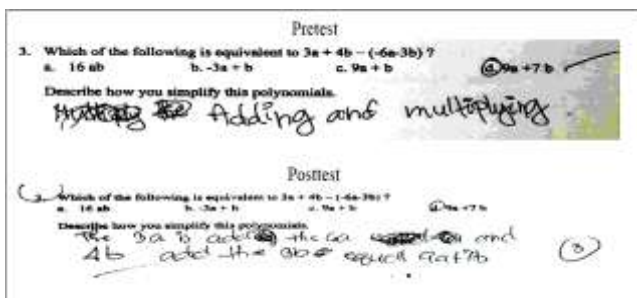 Pretest
3. Which of the following is equivalent to 3a + 4b – (-6a-3b) ?
a. 16 ab b. -3a + b c. 9a + b d. 9a +7 b
Describe how you simplify this polynomials.
Adding and multiplying.
Posttest
Which of the following is equivalent to 3a + 4b – (-6a-3b) ?
a. 16 ab b. -3a + b c. 9a + b d. 9a +7 b
Describe how you simplify this polynomials.
The 3a is add the 6a and
4b add the 3b equal 9a+7b
3